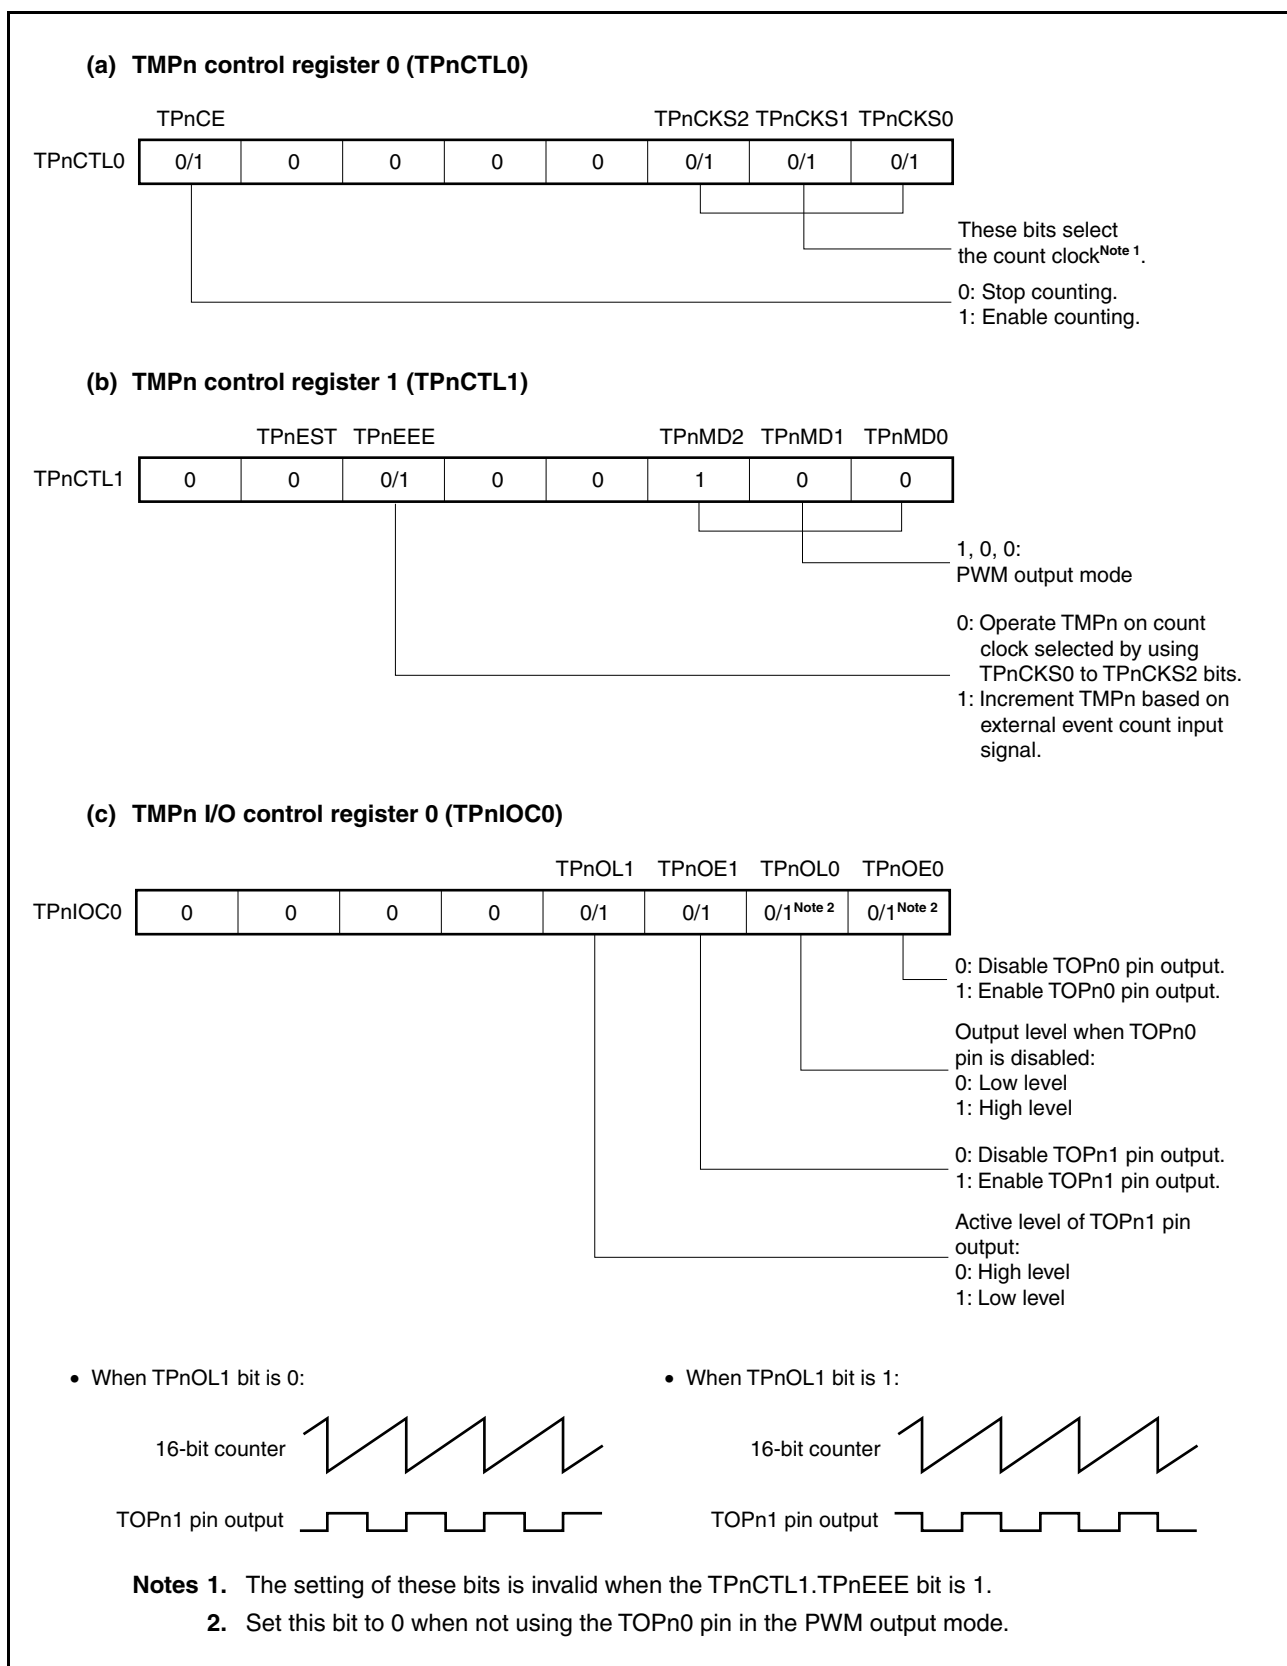 (a) TMPn control register 0 (TPnCTL0)
TPnCE TPnCKS2 TPnCKS1 TPnCKS0
TPnCTL0 0/1 0 0 0 0 0/1 0/1 0/1
These bits select
the count clockNote 1.
0: Stop counting.
1: Enable counting.
(b) TMPn control register 1 (TPnCTL1)
TPnEST TPnEEE TPnMD2 TPnMD1 TPnMD0
TPnCTL1 0 0 0/1 0 0 1 0 0
1, 0, 0:
PWM output mode
0: Operate TMPn on count
clock selected by using
TPnCKS0 to TPnCKS2 bits.
1: Increment TMPn based on
external event count input
signal.
(c) TMPn I/O control register 0 (TPnIOC0)
TPnOL1 TPnOE1 TPnOL0 TPnOE0
TPnIOC0 0 0 0 0 0/1 0/1 0/1Note 2 0/1Note 2
0: Disable TOPn0 pin output.
1: Enable TOPn0 pin output.
Output level when TOPn0
pin is disabled:
0: Low level
1: High level
0: Disable TOPn1 pin output.
1: Enable TOPn1 pin output.
Active level of TOPn1 pin
output:
0: High level
1: Low level
• When TPnOL1 bit is 0:
16-bit counter
TOPn1 pin output
• When TPnOL1 bit is 1:
16-bit counter
TOPn1 pin output
Notes 1. The setting of these bits is invalid when the TPnCTL1.TPnEEE bit is 1.
2. Set this bit to 0 when not using the TOPn0 pin in the PWM output mode.